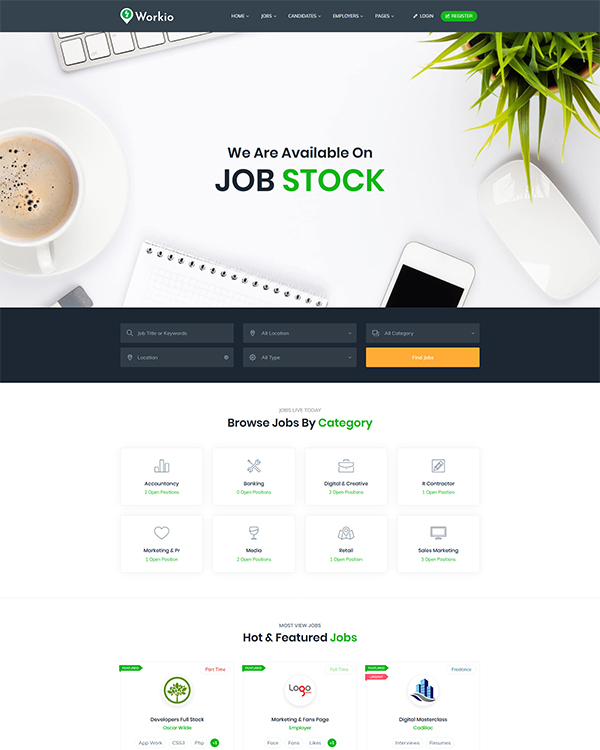 Workio
HOME JOBS CANDIDATES EMPLOYERS PAGES LOGIN REGISTER
We Are Available On
JOB STOCK
Job Title or Keywords All Location All Category
Location All Type Find Jobs
JOBS LIVE TODAY
Browse Jobs By Category
Accountancy Banking Digital & Creative It Contractor
2 Open Positions 0 Open Positions 3 Open Positions 1 Open Position
Marketing & Pr Media Retail Sales Marketing
1 Open Position 2 Open Positions 1 Open Position 3 Open Positions
MOST VIEW JOBS
Hot & Featured Jobs
FEATURED Part Time FEATURED Full Time FEATURED Freelance
URGENT
Logo
Developers Full Stock Marketing & Fans Page Digital Masterclass
Oscar Wilde Employer Cadillac
App Work CSS3 Php +3 Face Fans Likes Interviews Resumes